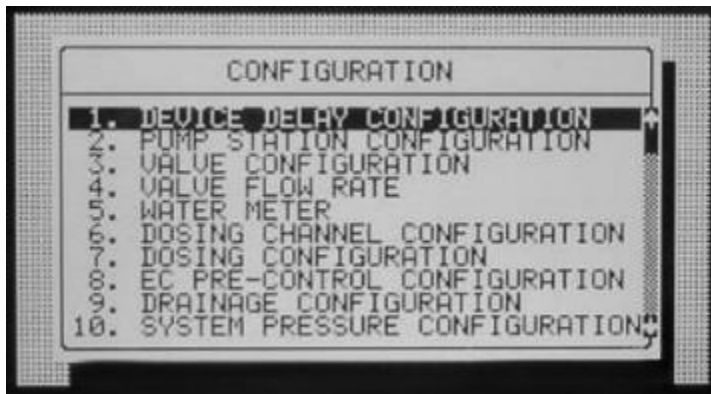 CONFIGURATION
1. DEVICE DELAY CONFIGURATION
2. PUMP STATION CONFIGURATION
3. VALVE CONFIGURATION
4. VALVE FLOW RATE
5. WATER METER
6. DOSING CHANNEL CONFIGURATION
7. DOSING CONFIGURATION
8. EC PRE-CONTROL CONFIGURATION
9. DRAINAGE CONFIGURATION
10. SYSTEM PRESSURE CONFIGURATION